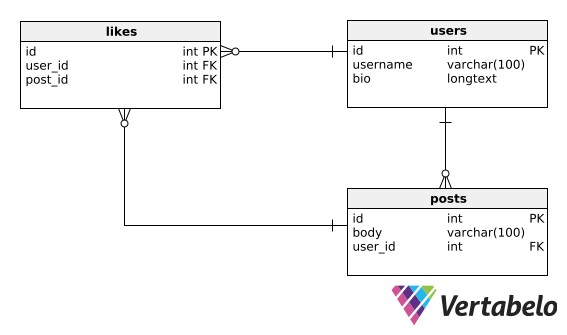 likes
id int PK
user_id int FK
post_id int FK
users
id int PK
username varchar(100)
bio longtext
posts
id int PK
body varchar(100)
user_id int FK
Vertabelo